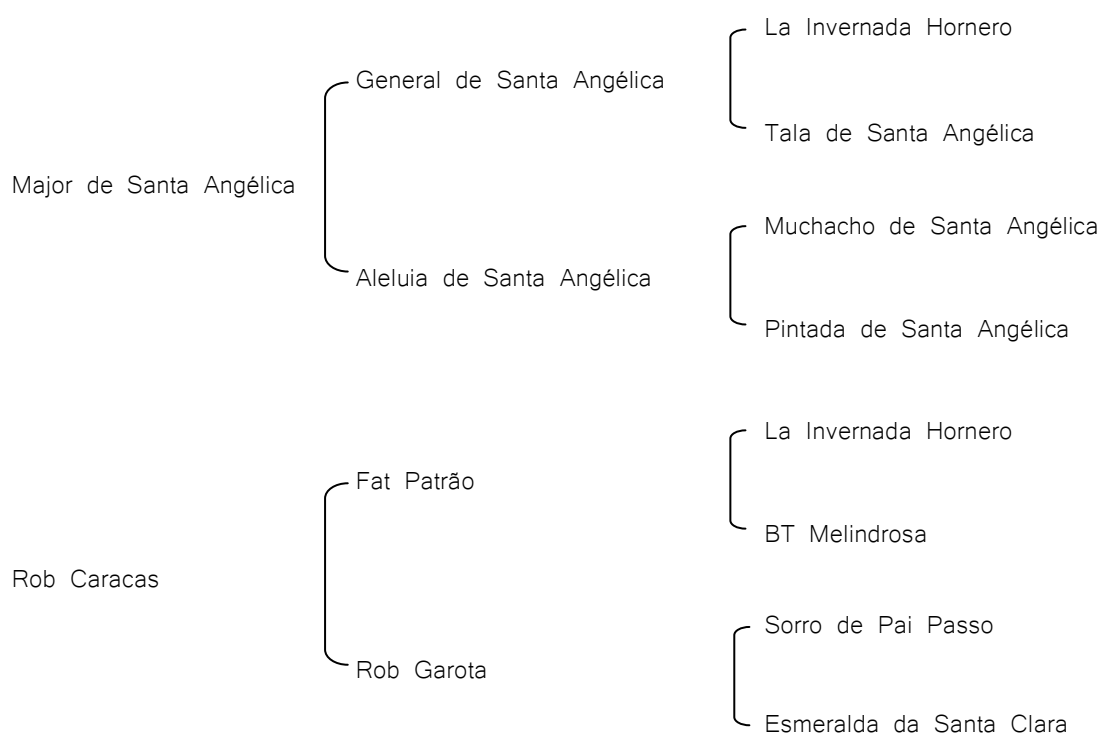 La Invernada Hornero
General de Santa Angélica
Tala de Santa Angélica
Major de Santa Angélica
Muchacho de Santa Angélica
Aleluia de Santa Angélica
Pintada de Santa Angélica
La Invernada Hornero
Fat Patrão
BT Melindrosa
Rob Caracas
Sorro de Pai Passo
Rob Garota
Esmeralda da Santa Clara